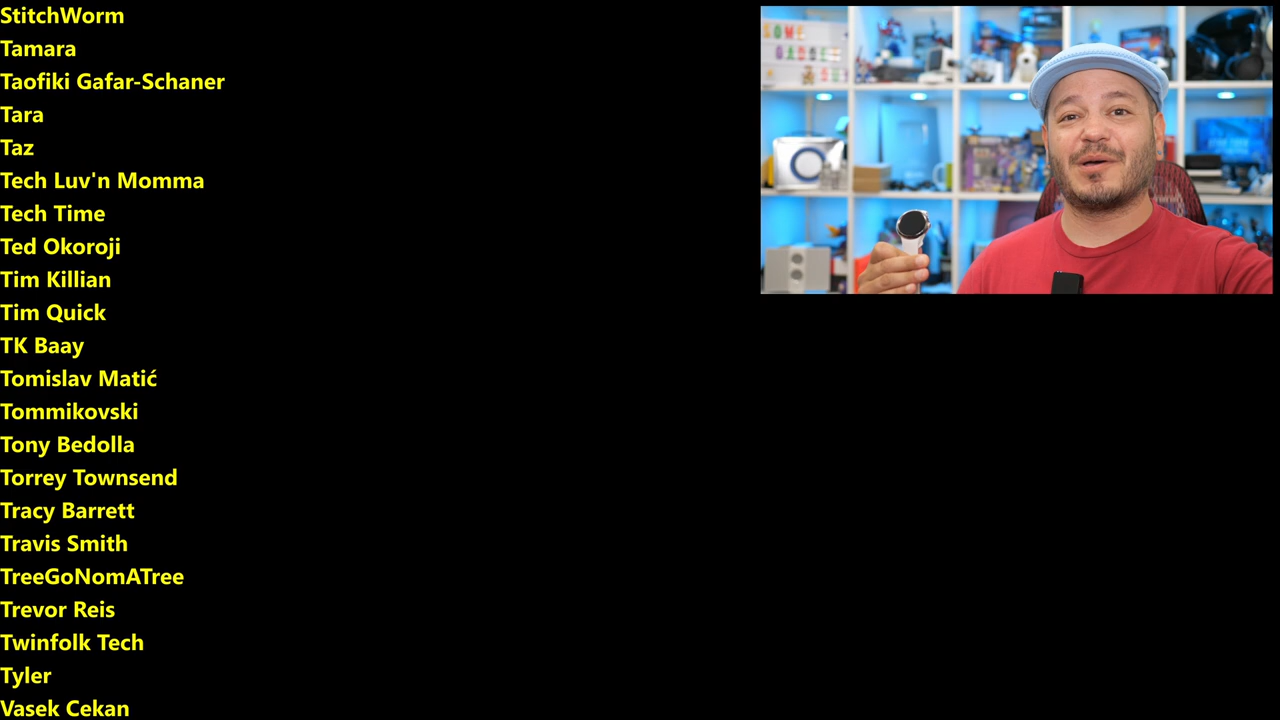 StitchWorm
Tamara
Taofiki Gafar-Schaner
Tara
Taz
Tech Luv'n Momma
Tech Time
Ted Okoroji
Tim Killian
Tim Quick
TK Baay
Tomislav Matić
Tommikovski
Tony Bedolla
Torrey Townsend
Tracy Barrett
Travis Smith
TreeGoNomATree
Trevor Reis
Twinfolk Tech
Tyler
Vasek Cekan